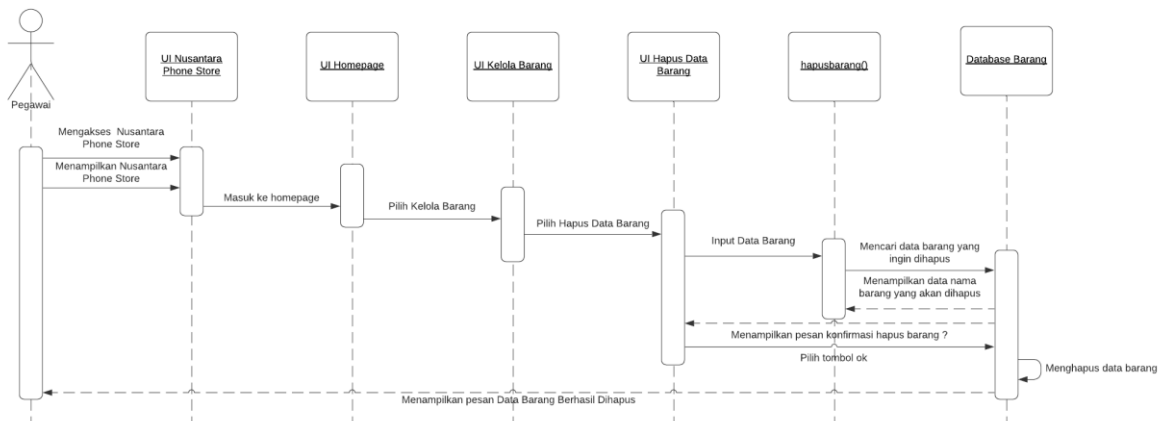 UI Nusantara
Phone Store
UI Homepage
UI Kelola Barang
UI Hapus Data
Barang
hapusbarang()
Database Barang
Pegawai
Mengakses Nusantara
Phone Store
Menampilkan Nusantara
Phone Store
Masuk ke homepage
Pilih Kelola Barang
Pilih Hapus Data Barang
Input Data Barang
Mencari data barang yang
ingin dihapus
Menampilkan data nama
barang yang akan dihapus
Menampilkan pesan konfirmasi hapus barang ?
Pilih tombol ok
Menghapus data barang
Menampilkan pesan Data Barang Berhasil Dihapus